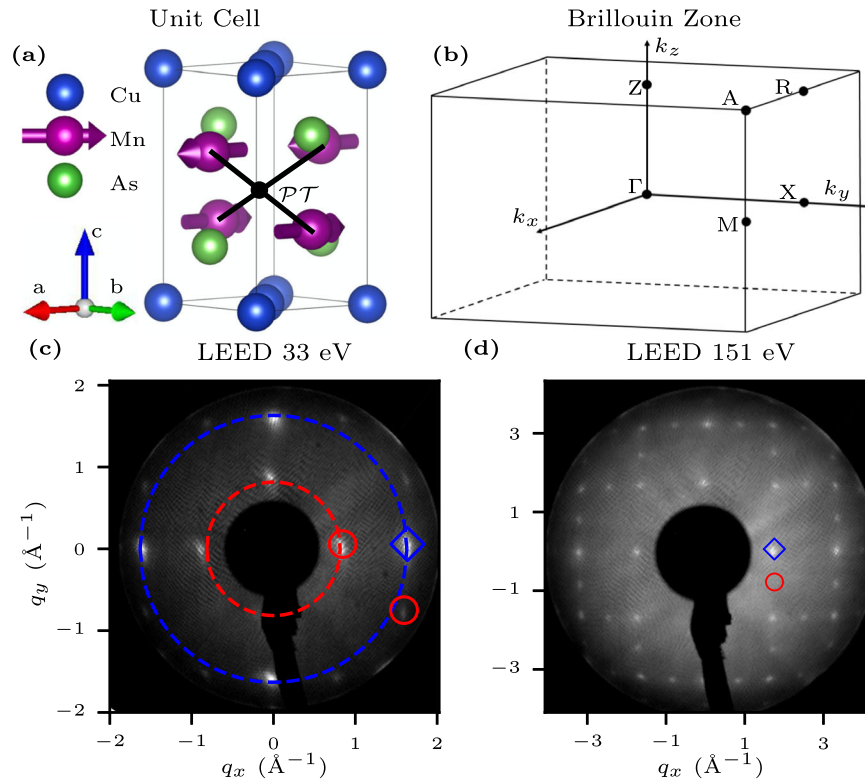 Unit Cell
Brillouin Zone
(a)
Cu
Mn
As
𝒫𝒯
c
a
b
(b)
k_z
Z
A
R
Γ
X
k_y
k_x
M
(c)
LEED 33 eV
2
1
0
−1
−2
q_y (Å⁻¹)
−2
−1
0
1
2
q_x (Å⁻¹)
(d)
LEED 151 eV
3
1
−1
−3
−3
−1
1
3
q_x (Å⁻¹)